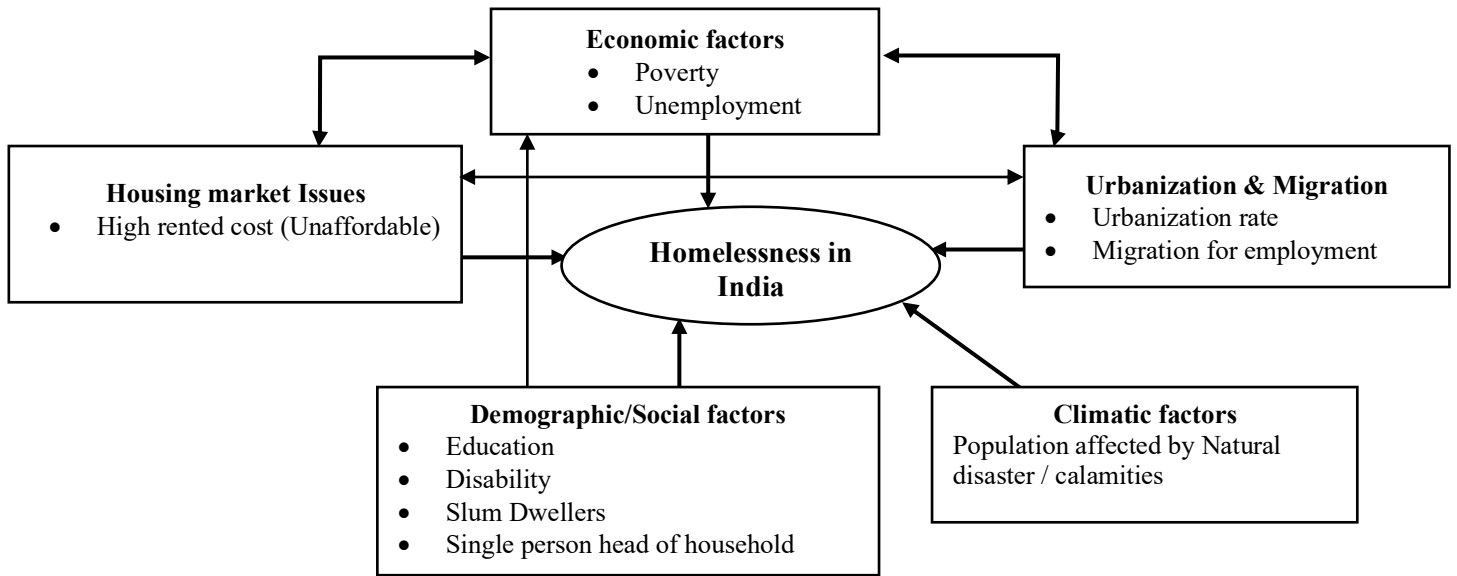 Economic factors
• Poverty
• Unemployment
Housing market Issues
• High rented cost (Unaffordable)
Urbanization & Migration
• Urbanization rate
• Migration for employment
Homelessness in
India
Demographic/Social factors
• Education
• Disability
• Slum Dwellers
• Single person head of household
Climatic factors
Population affected by Natural
disaster / calamities